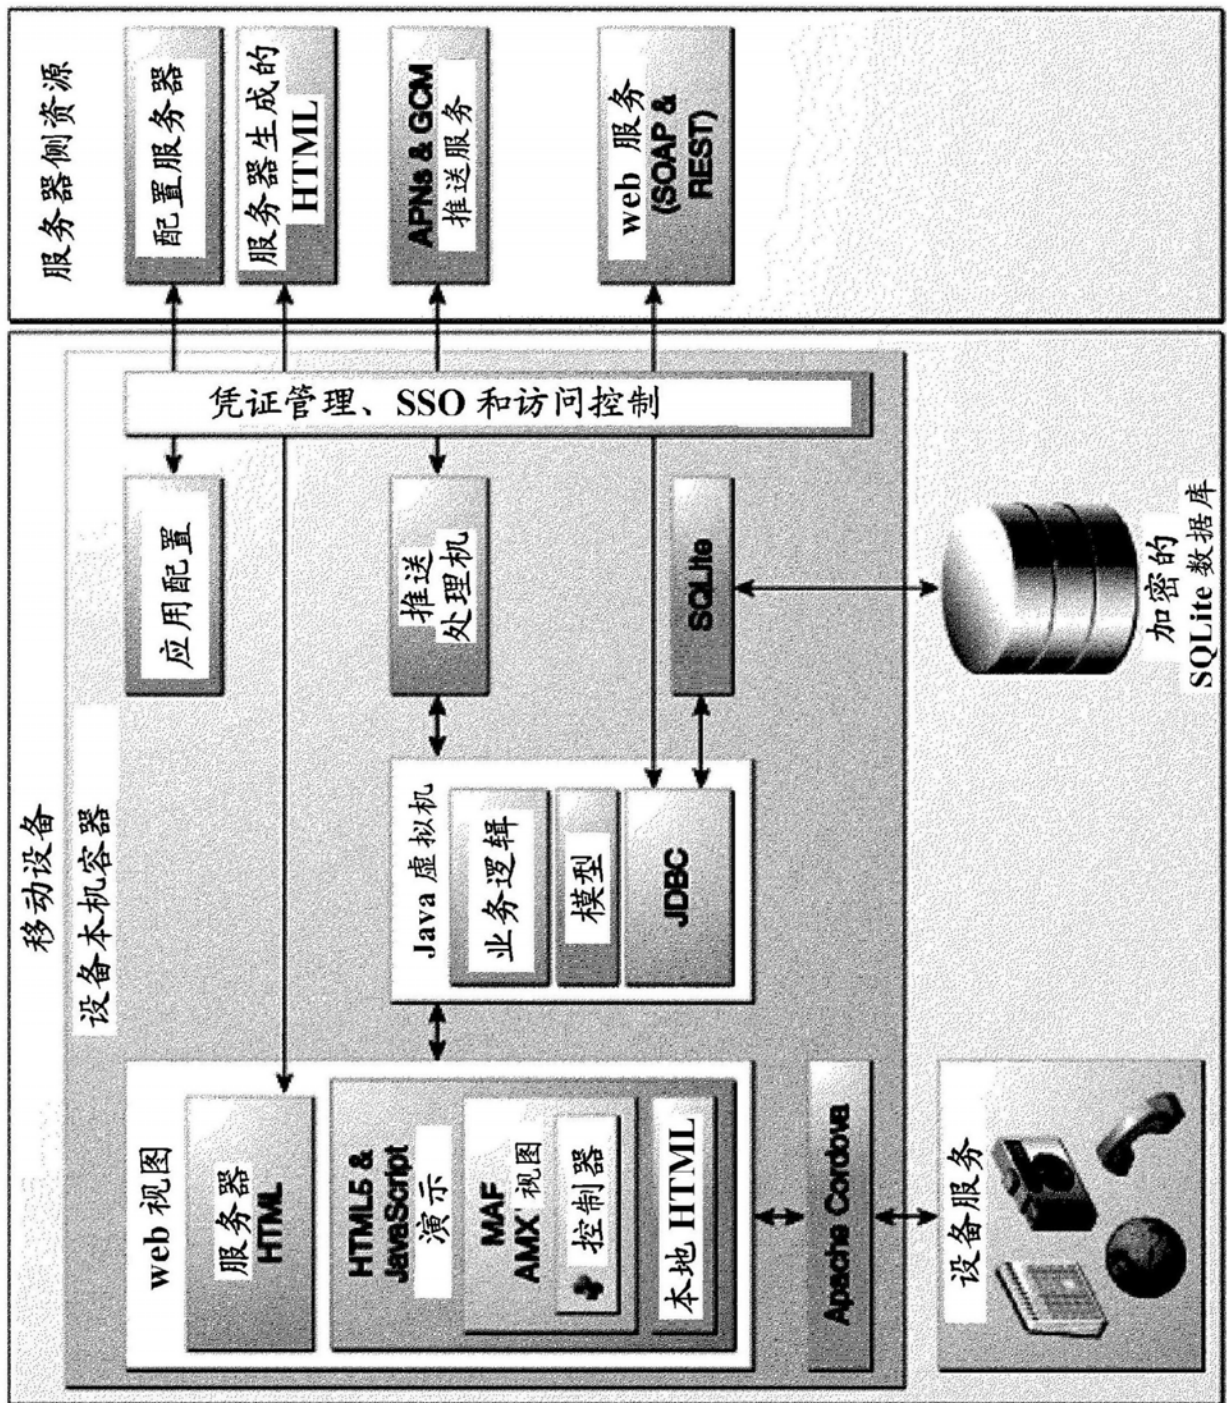 移动设备
设备本机容器
web 视图
服务器
HTML
HTML5 &
JavaScript
演示
MAF
AMX 视图
控制器
本地 HTML
Apache Cordova
设备服务
Java 虚拟机
业务逻辑
模型
JDBC
应用配置
推送
处理机
SQLite
加密的
SQLite 数据库
凭证管理、SSO 和访问控制
服务器侧资源
配置服务器
服务器生成的
HTML
APNs & GCM
推送服务
web 服务
(SOAP &
REST)